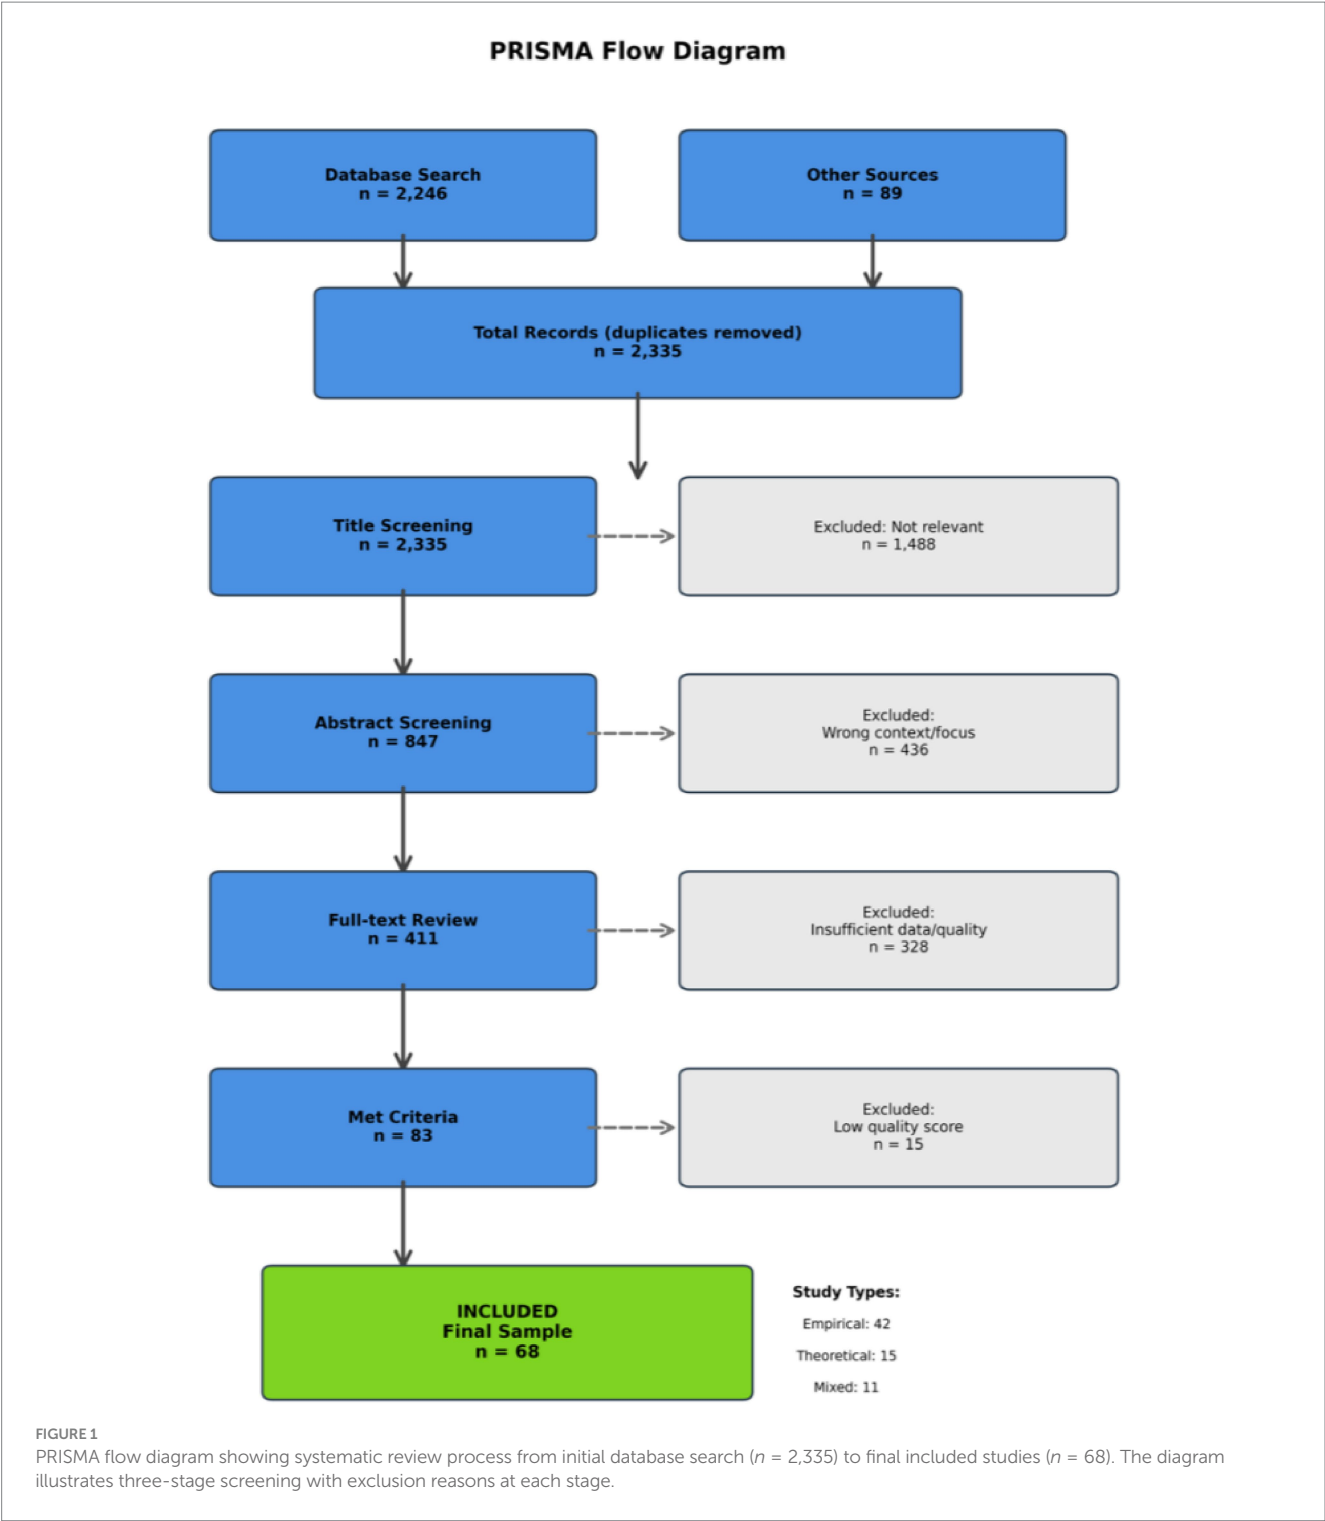 PRISMA Flow Diagram
Database Search
n = 2,246
Other Sources
n = 89
Total Records (duplicates removed)
n = 2,335
Title Screening
n = 2,335
Excluded: Not relevant
n = 1,488
Abstract Screening
n = 847
Excluded:
Wrong context/focus
n = 436
Full-text Review
n = 411
Excluded:
Insufficient data/quality
n = 328
Met Criteria
n = 83
Excluded:
Low quality score
n = 15
INCLUDED
Final Sample
n = 68
Study Types:
Empirical: 42
Theoretical: 15
Mixed: 11
FIGURE 1
PRISMA flow diagram showing systematic review process from initial database search (n = 2,335) to final included studies (n = 68). The diagram
illustrates three-stage screening with exclusion reasons at each stage.